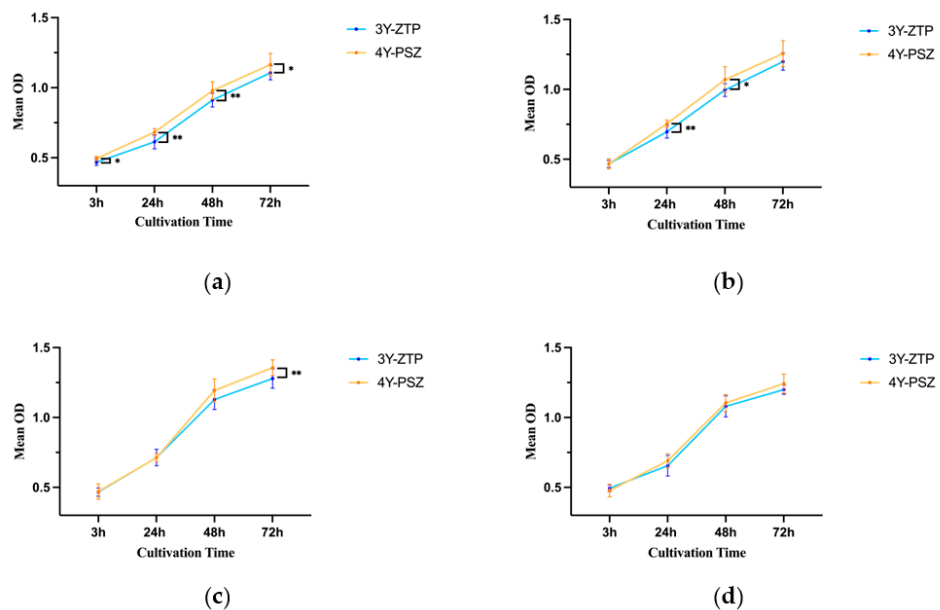 1.5
1.0
0.5
Mean OD
3h
24h
48h
72h
Cultivation Time
*
**
**
*
3Y-ZTP
4Y-PSZ
(a)
1.5
1.0
0.5
Mean OD
3h
24h
48h
72h
Cultivation Time
**
*
3Y-ZTP
4Y-PSZ
(b)
1.5
1.0
0.5
Mean OD
3h
24h
48h
72h
Cultivation Time
**
3Y-ZTP
4Y-PSZ
(c)
1.5
1.0
0.5
Mean OD
3h
24h
48h
72h
Cultivation Time
3Y-ZTP
4Y-PSZ
(d)